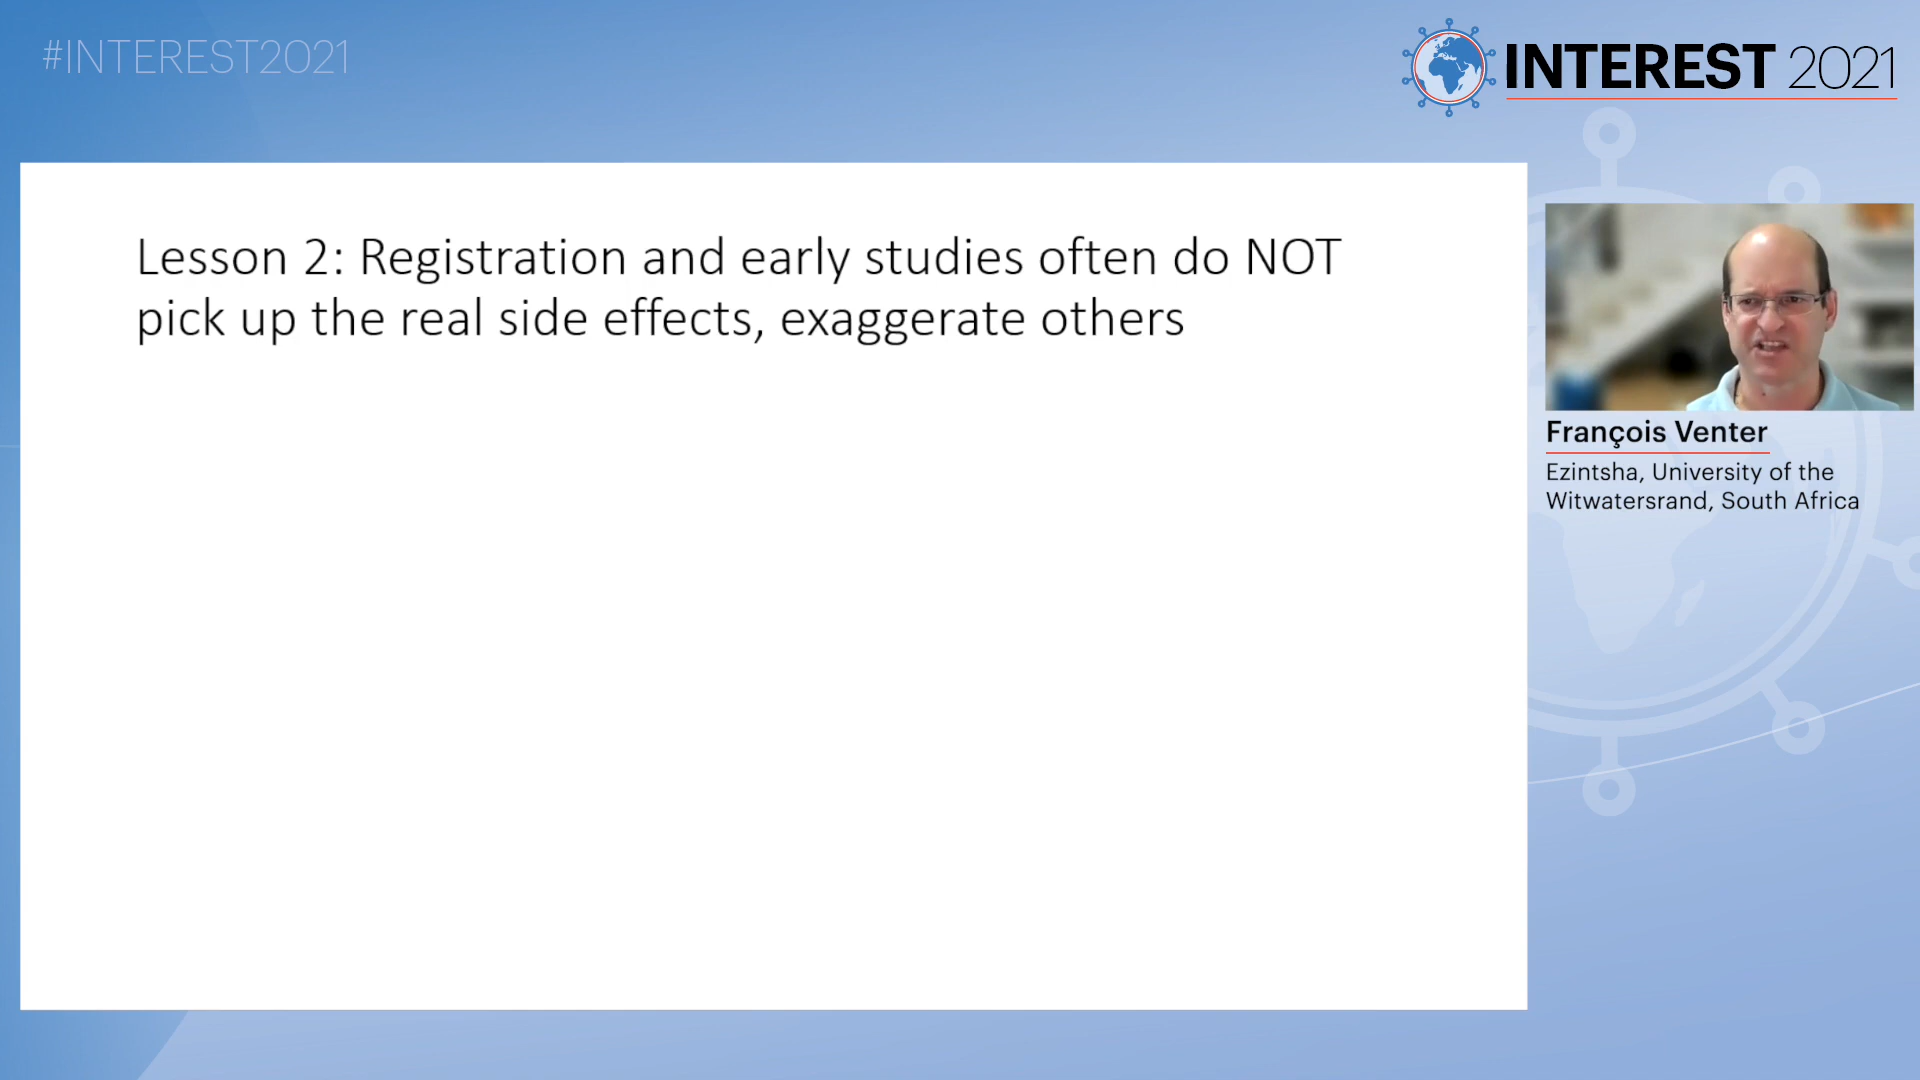 #INTEREST2021
INTEREST 2021
Lesson 2: Registration and early studies often do NOT
pick up the real side effects, exaggerate others
François Venter
Ezintsha, University of the
Witwatersrand, South Africa